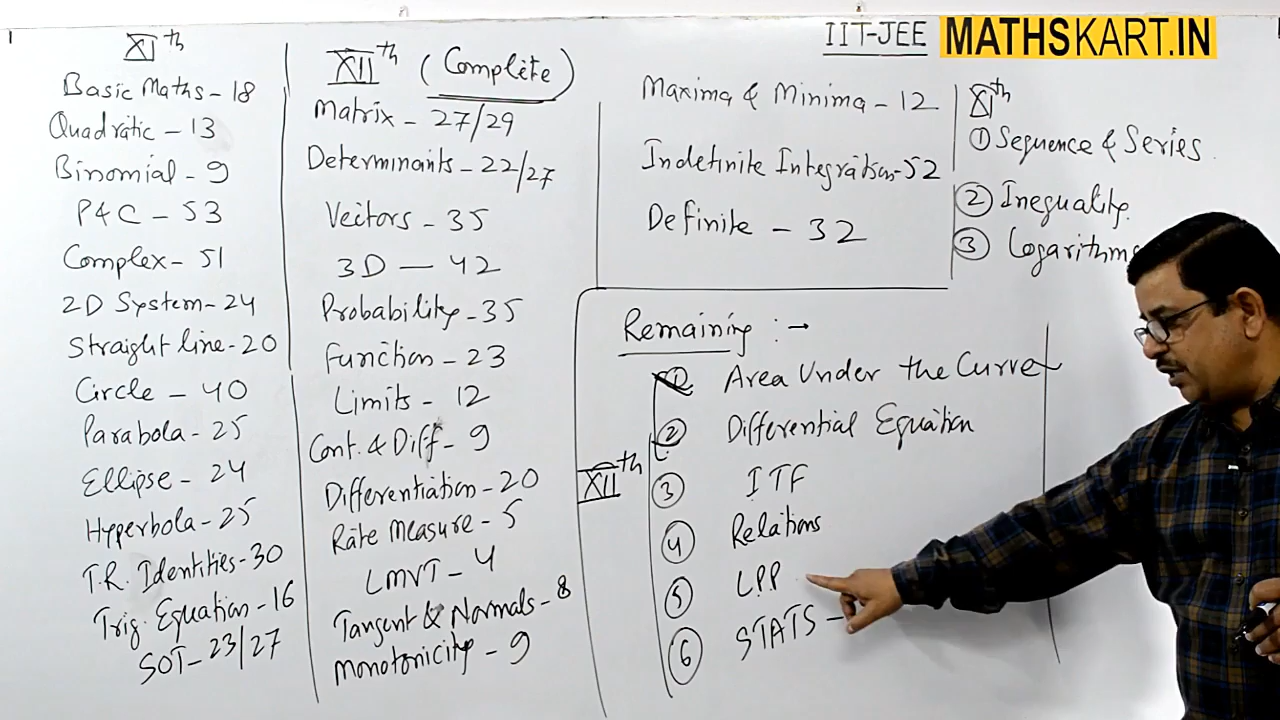 IIT-JEE MATHSKART.IN
XIth
Basic Maths - 18
Quadratic - 13
Binomial - 9
P&C - 53
Complex - 51
2D System - 24
Straight line - 20
Circle - 40
Parabola - 25
Ellipse - 24
Hyperbola - 25
T.R. Identities - 30
Trig. Equation - 16
SOT - 23/27
XIIth (Complete)
Matrix - 27/29
Determinants - 22/27
Vectors - 35
3D - 42
Probability - 35
Function - 23
Limits - 12
Cont. & Diff - 9
Differentiation - 20
Rate Measure - 5
LMVT - 4
Tangent & Normals - 8
Monotonicity - 9
Maxima & Minima - 12
Indefinite Integration - 52
Definite - 32
XIth
① Sequence & Series
② Inequality
③ Logarithms
Remaining :→
XIIth
① Area Under the Curve
② Differential Equation
③ ITF
④ Relations
⑤ LPP
⑥ STATS -